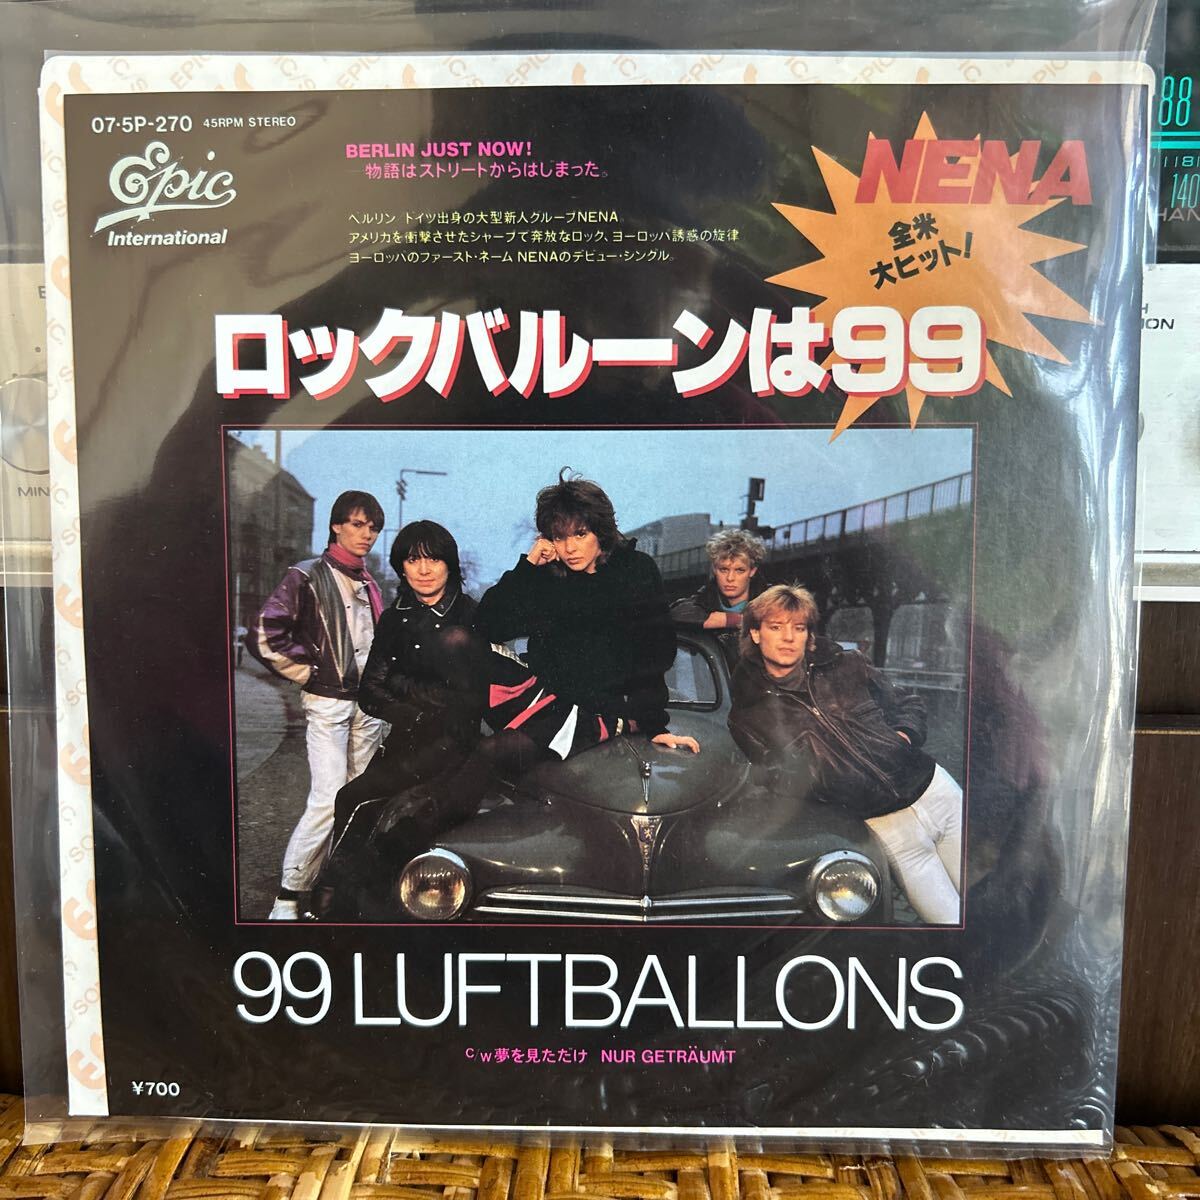 07・5P-270 45RPM STEREO
Epic
International
BERLIN JUST NOW!
物語はストリートからはじまった。
ベルリン ドイツ出身の大型新人グループNENA
アメリカを衝撃させたシャープで奔放なロック、ヨーロッパ誘惑の旋律
ヨーロッパのファースト・ネーム NENAのデビュー・シングル。
NENA
全米
大ヒット!
ロックバルーンは99
99 LUFTBALLONS
c/w 夢を見ただけ NUR GETRÄUMT
¥700
88
140
MIN